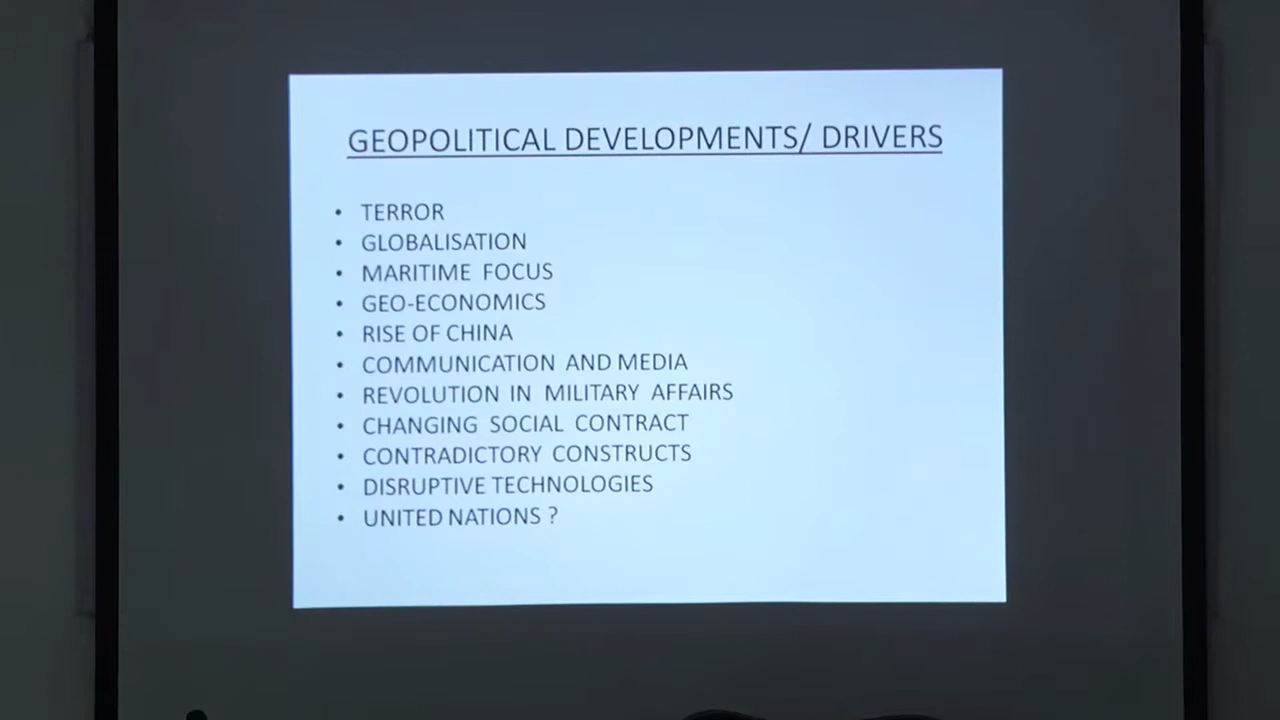 GEOPOLITICAL DEVELOPMENTS/ DRIVERS
• TERROR
• GLOBALISATION
• MARITIME FOCUS
• GEO-ECONOMICS
• RISE OF CHINA
• COMMUNICATION AND MEDIA
• REVOLUTION IN MILITARY AFFAIRS
• CHANGING SOCIAL CONTRACT
• CONTRADICTORY CONSTRUCTS
• DISRUPTIVE TECHNOLOGIES
• UNITED NATIONS ?